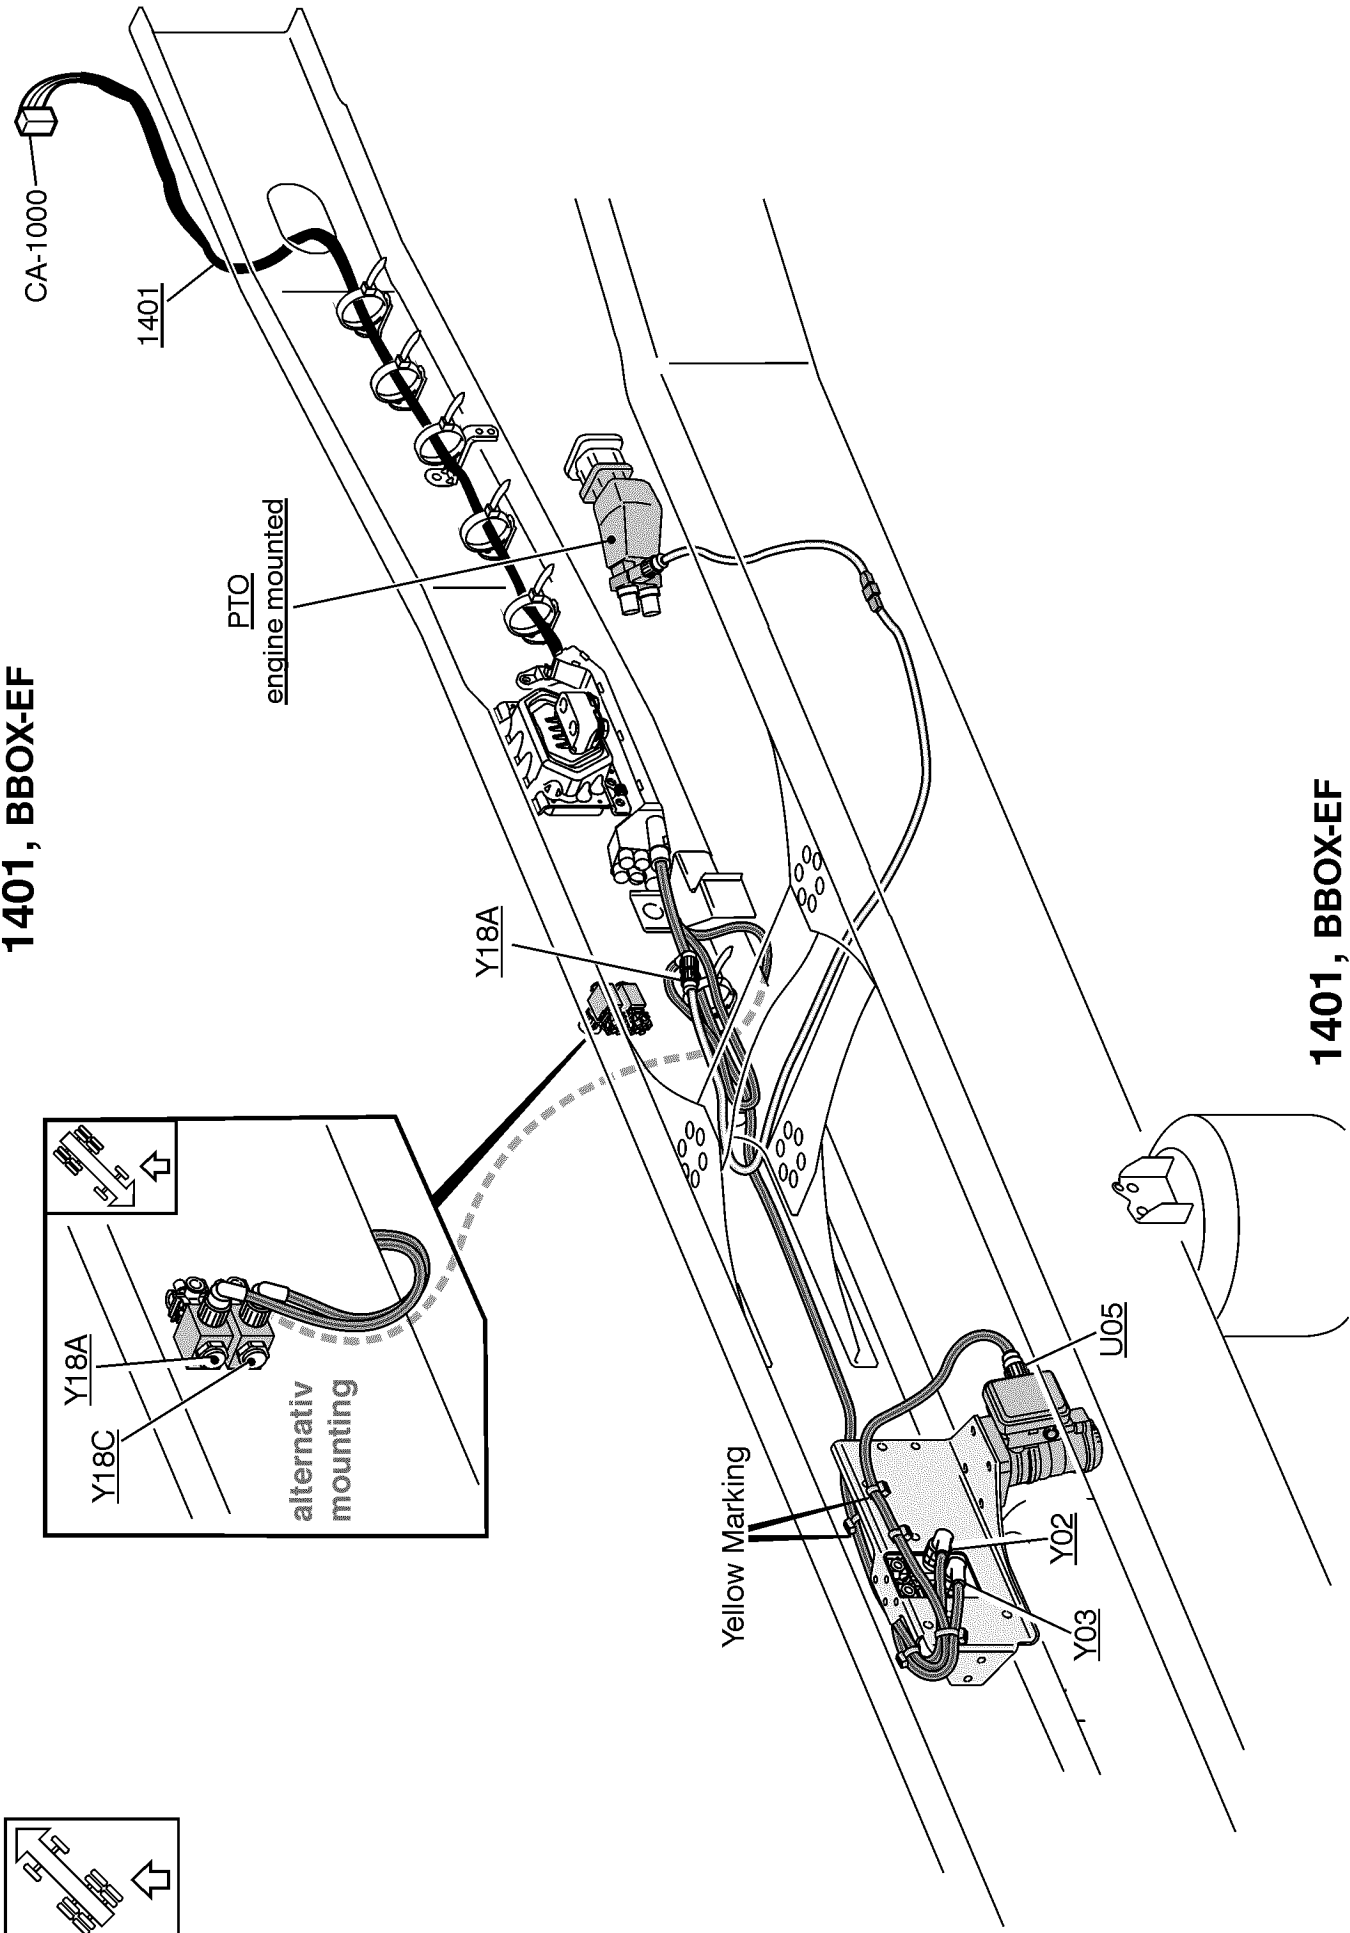 1401, BBOX-EF
CA-1000
1401
PTO
engine mounted
Y18A
Y18A
Y18C
alternativ
mounting
C
Yellow Marking
U05
Y02
Y03
1401, BBOX-EF